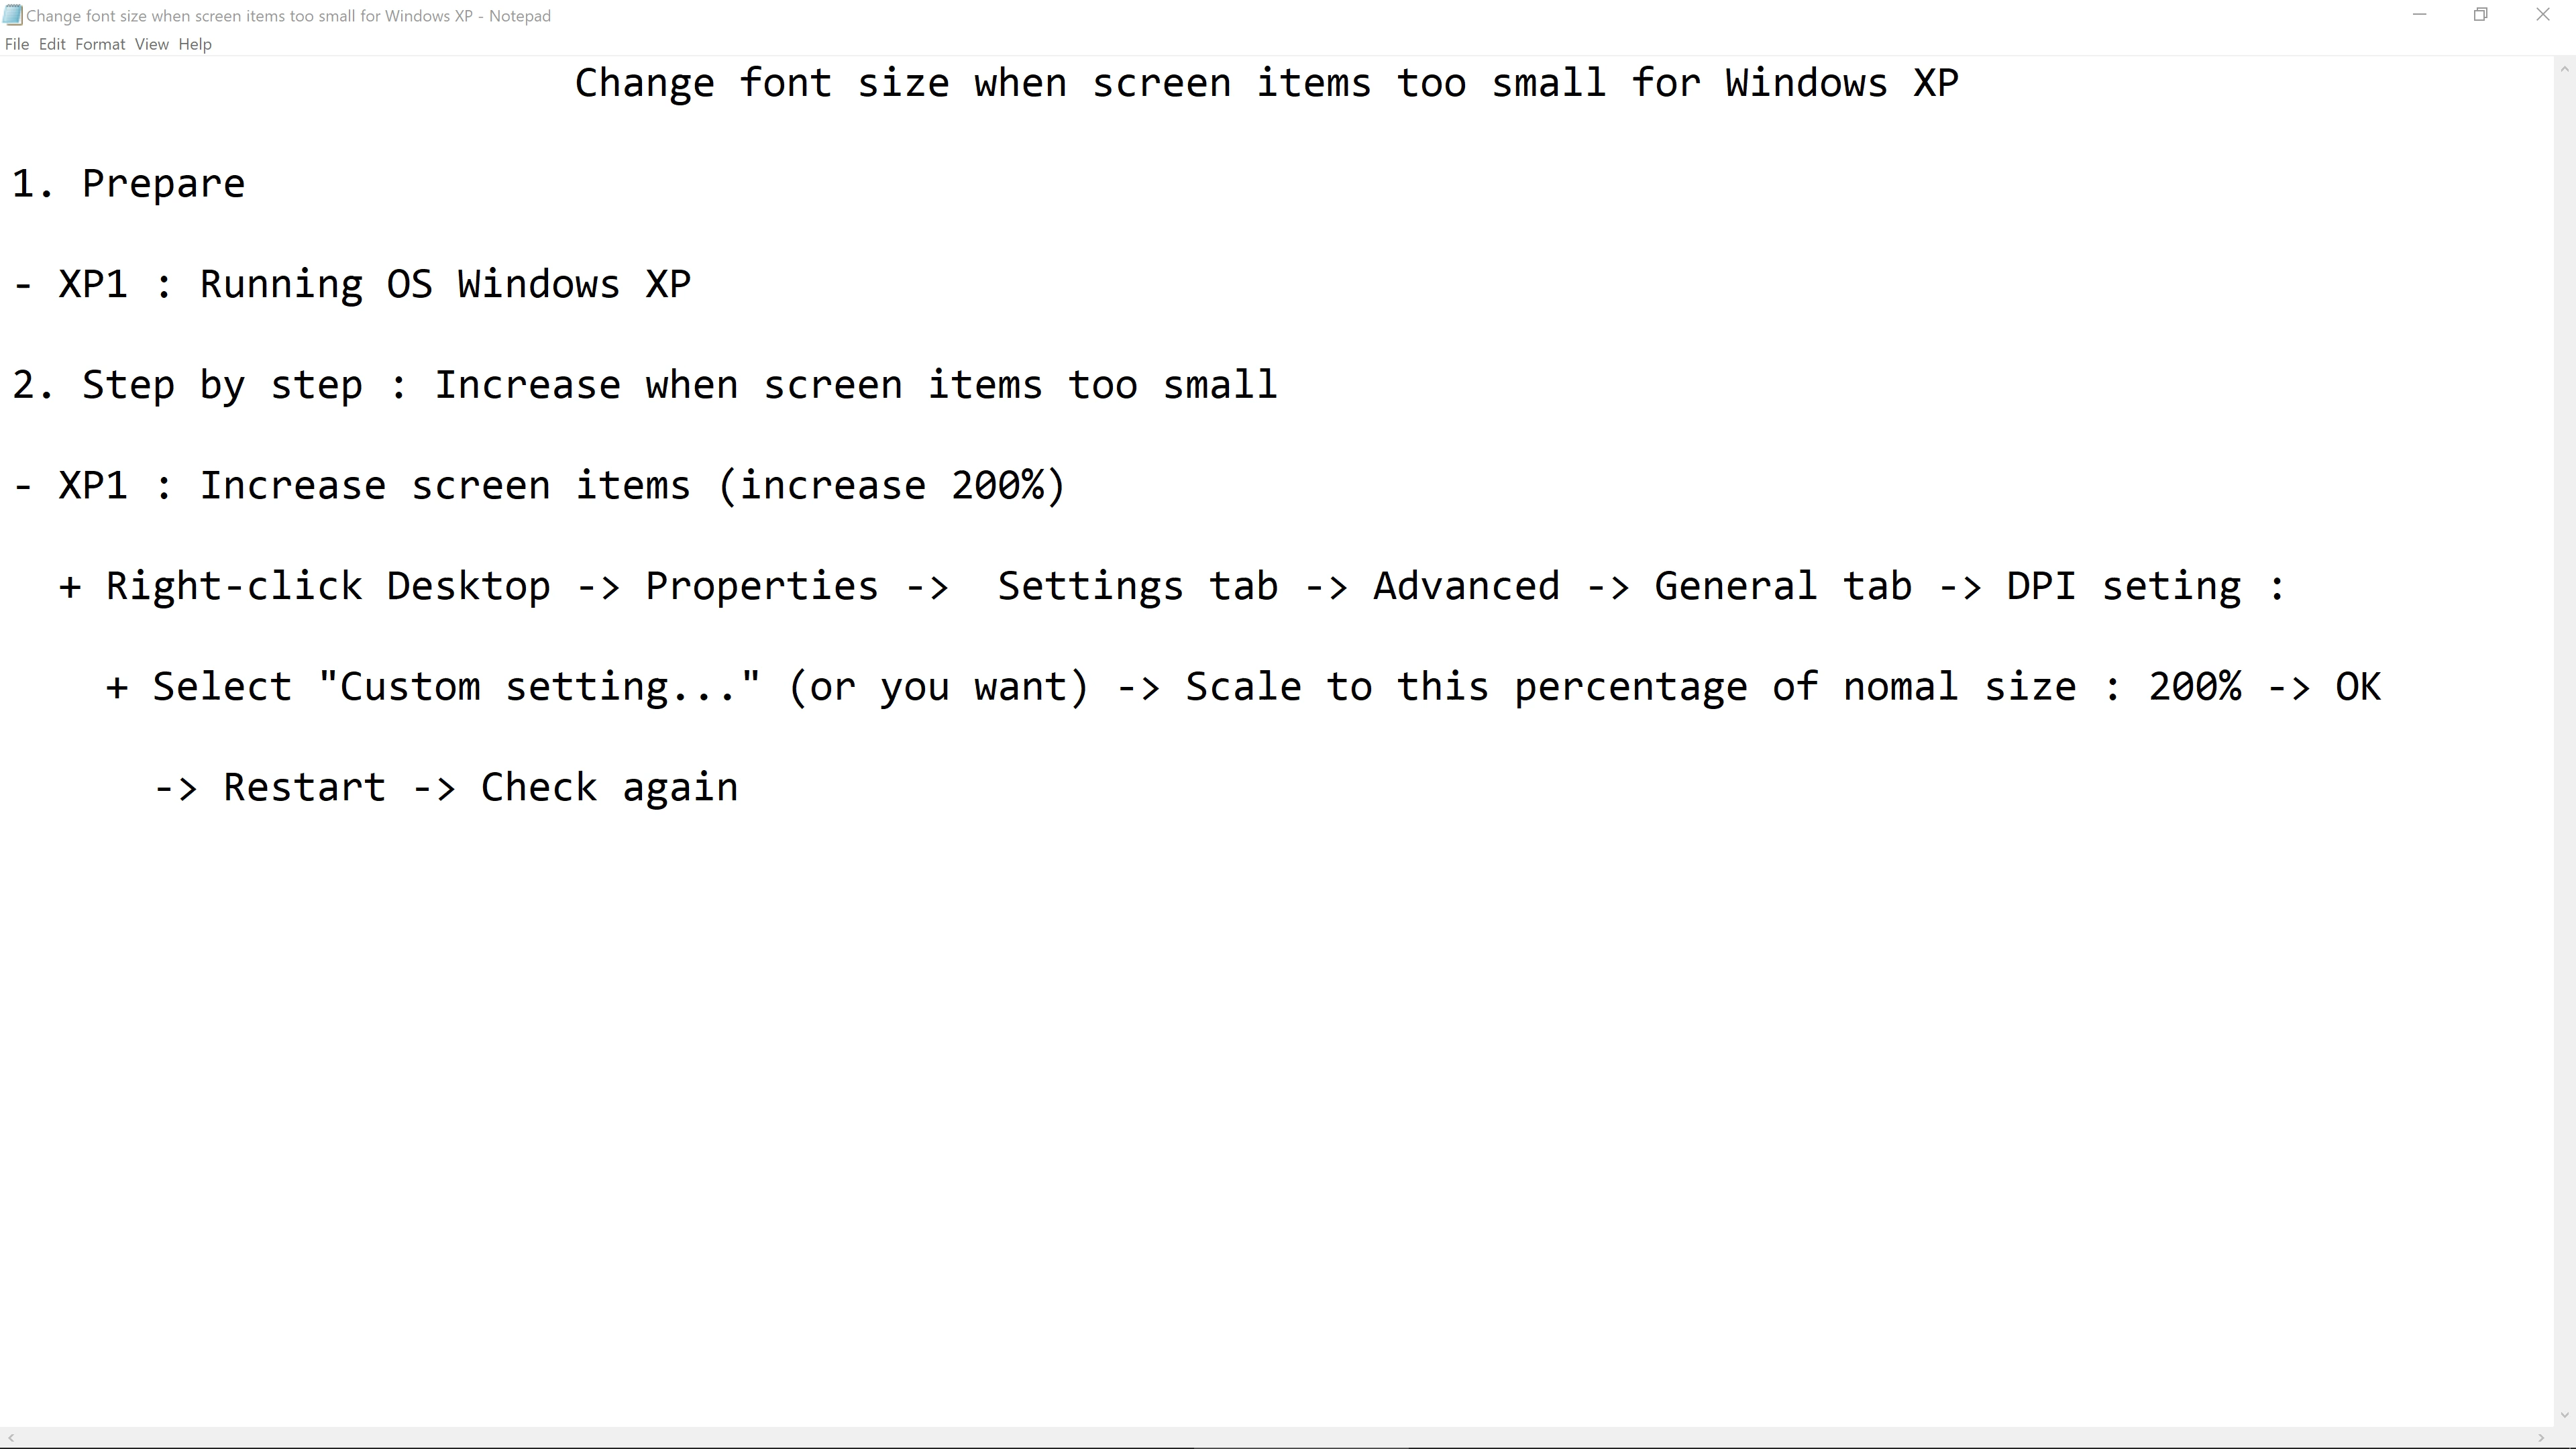 Change font size when screen items too small for Windows XP - Notepad
File Edit Format View Help
Change font size when screen items too small for Windows XP
1. Prepare
- XP1 : Running OS Windows XP
2. Step by step : Increase when screen items too small
- XP1 : Increase screen items (increase 200%)
+ Right-click Desktop -> Properties ->  Settings tab -> Advanced -> General tab -> DPI seting :
+ Select "Custom setting..." (or you want) -> Scale to this percentage of nomal size : 200% -> OK
-> Restart -> Check again